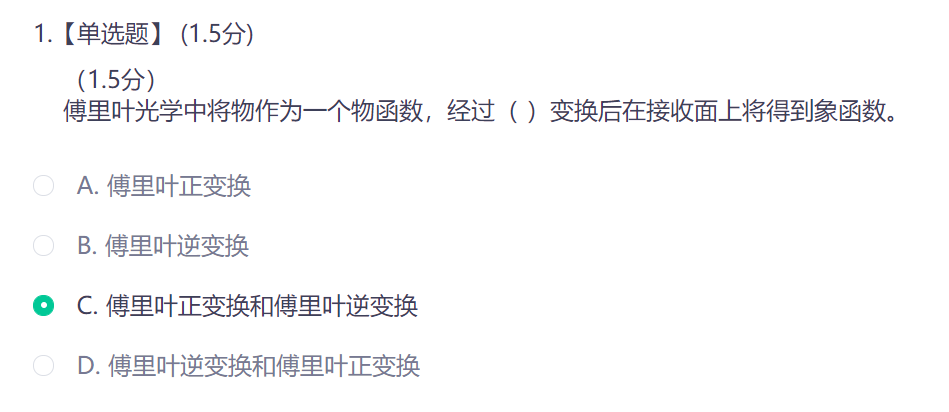 1.【单选题】 (1.5分)
（1.5分）
傅里叶光学中将物作为一个物函数，经过（ ）变换后在接收面上将得到象函数。
A. 傅里叶正变换
B. 傅里叶逆变换
C. 傅里叶正变换和傅里叶逆变换
D. 傅里叶逆变换和傅里叶正变换